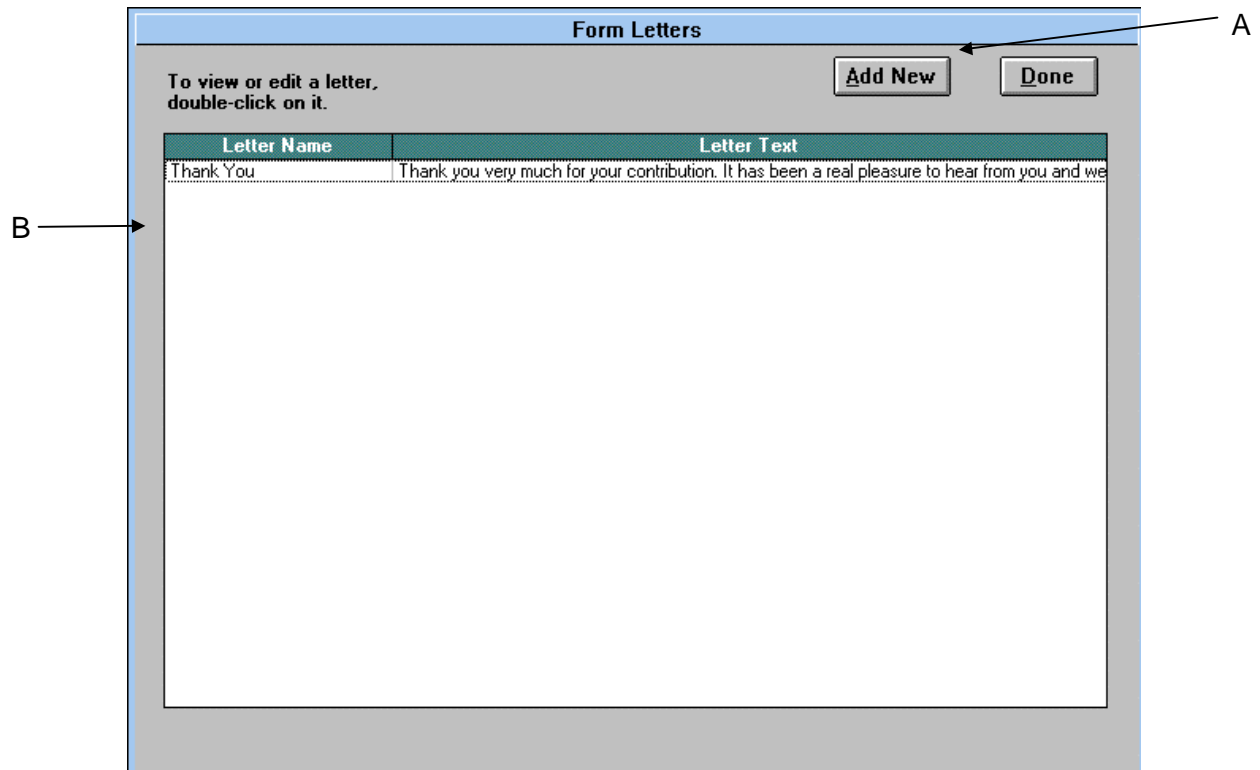 Form Letters
A
To view or edit a letter,
double-click on it.
Add New
Done
Letter Name Letter Text
Thank You Thank you very much for your contribution. It has been a real pleasure to hear from you and we
B